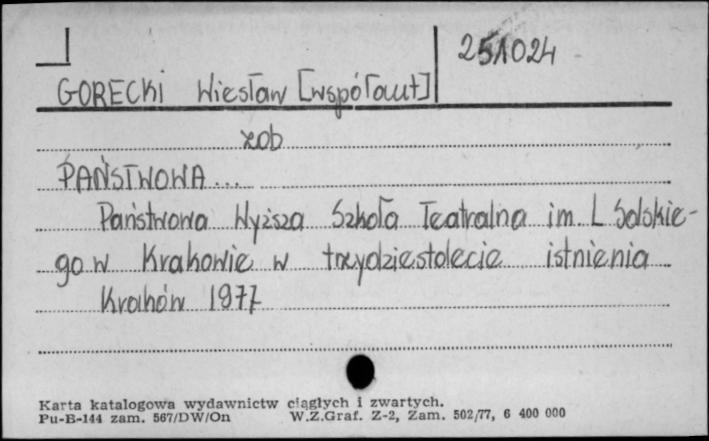 251024
GORECKI Wiesław [współaut]
zob
PAŃSTWOWA...
Państwowa Wyższa Szkoła Teatralna im. L Solskie-
go w Krakowie w trzydziestolecie istnienia
Kraków 1977
Karta katalogowa wydawnictw ciągłych i zwartych.
Pu-B-144 zam. 567/DW/On W.Z.Graf. Z-2, Zam. 502/77, 6 400 000